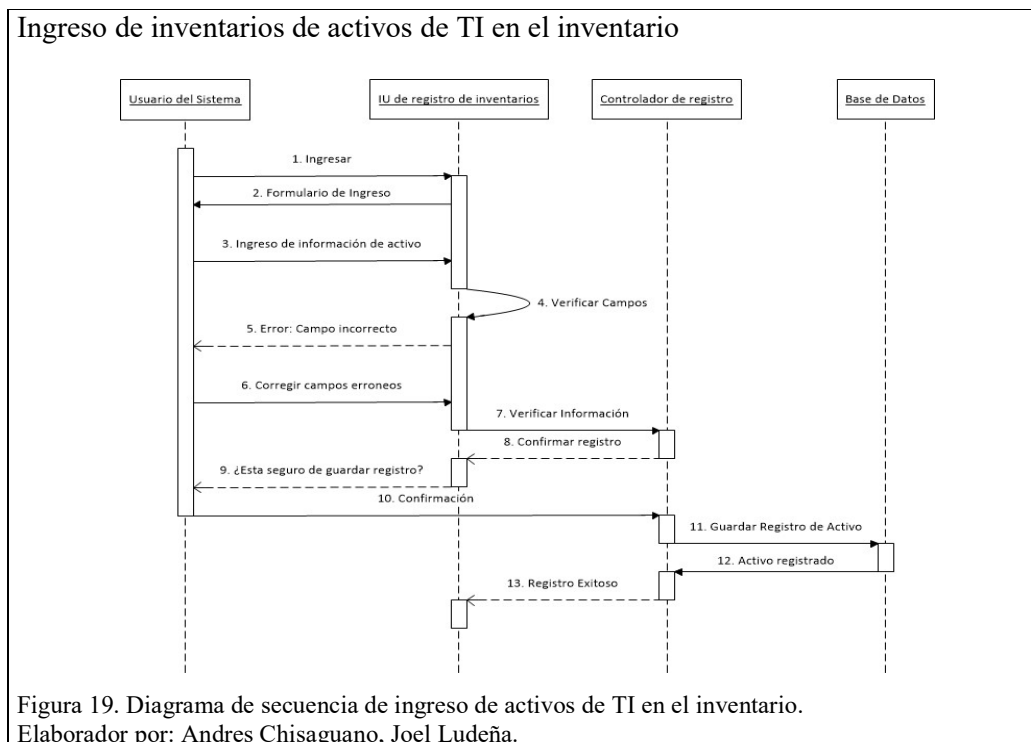 Ingreso de inventarios de activos de TI en el inventario
Usuario del Sistema
IU de registro de inventarios
Controlador de registro
Base de Datos
1. Ingresar
2. Formulario de Ingreso
3. Ingreso de información de activo
4. Verificar Campos
5. Error: Campo incorrecto
6. Corregir campos erroneos
7. Verificar Información
8. Confirmar registro
9. ¿Esta seguro de guardar registro?
10. Confirmación
11. Guardar Registro de Activo
12. Activo registrado
13. Registro Exitoso
Figura 19. Diagrama de secuencia de ingreso de activos de TI en el inventario.
Elaborador por: Andres Chisaguano, Joel Ludeña.